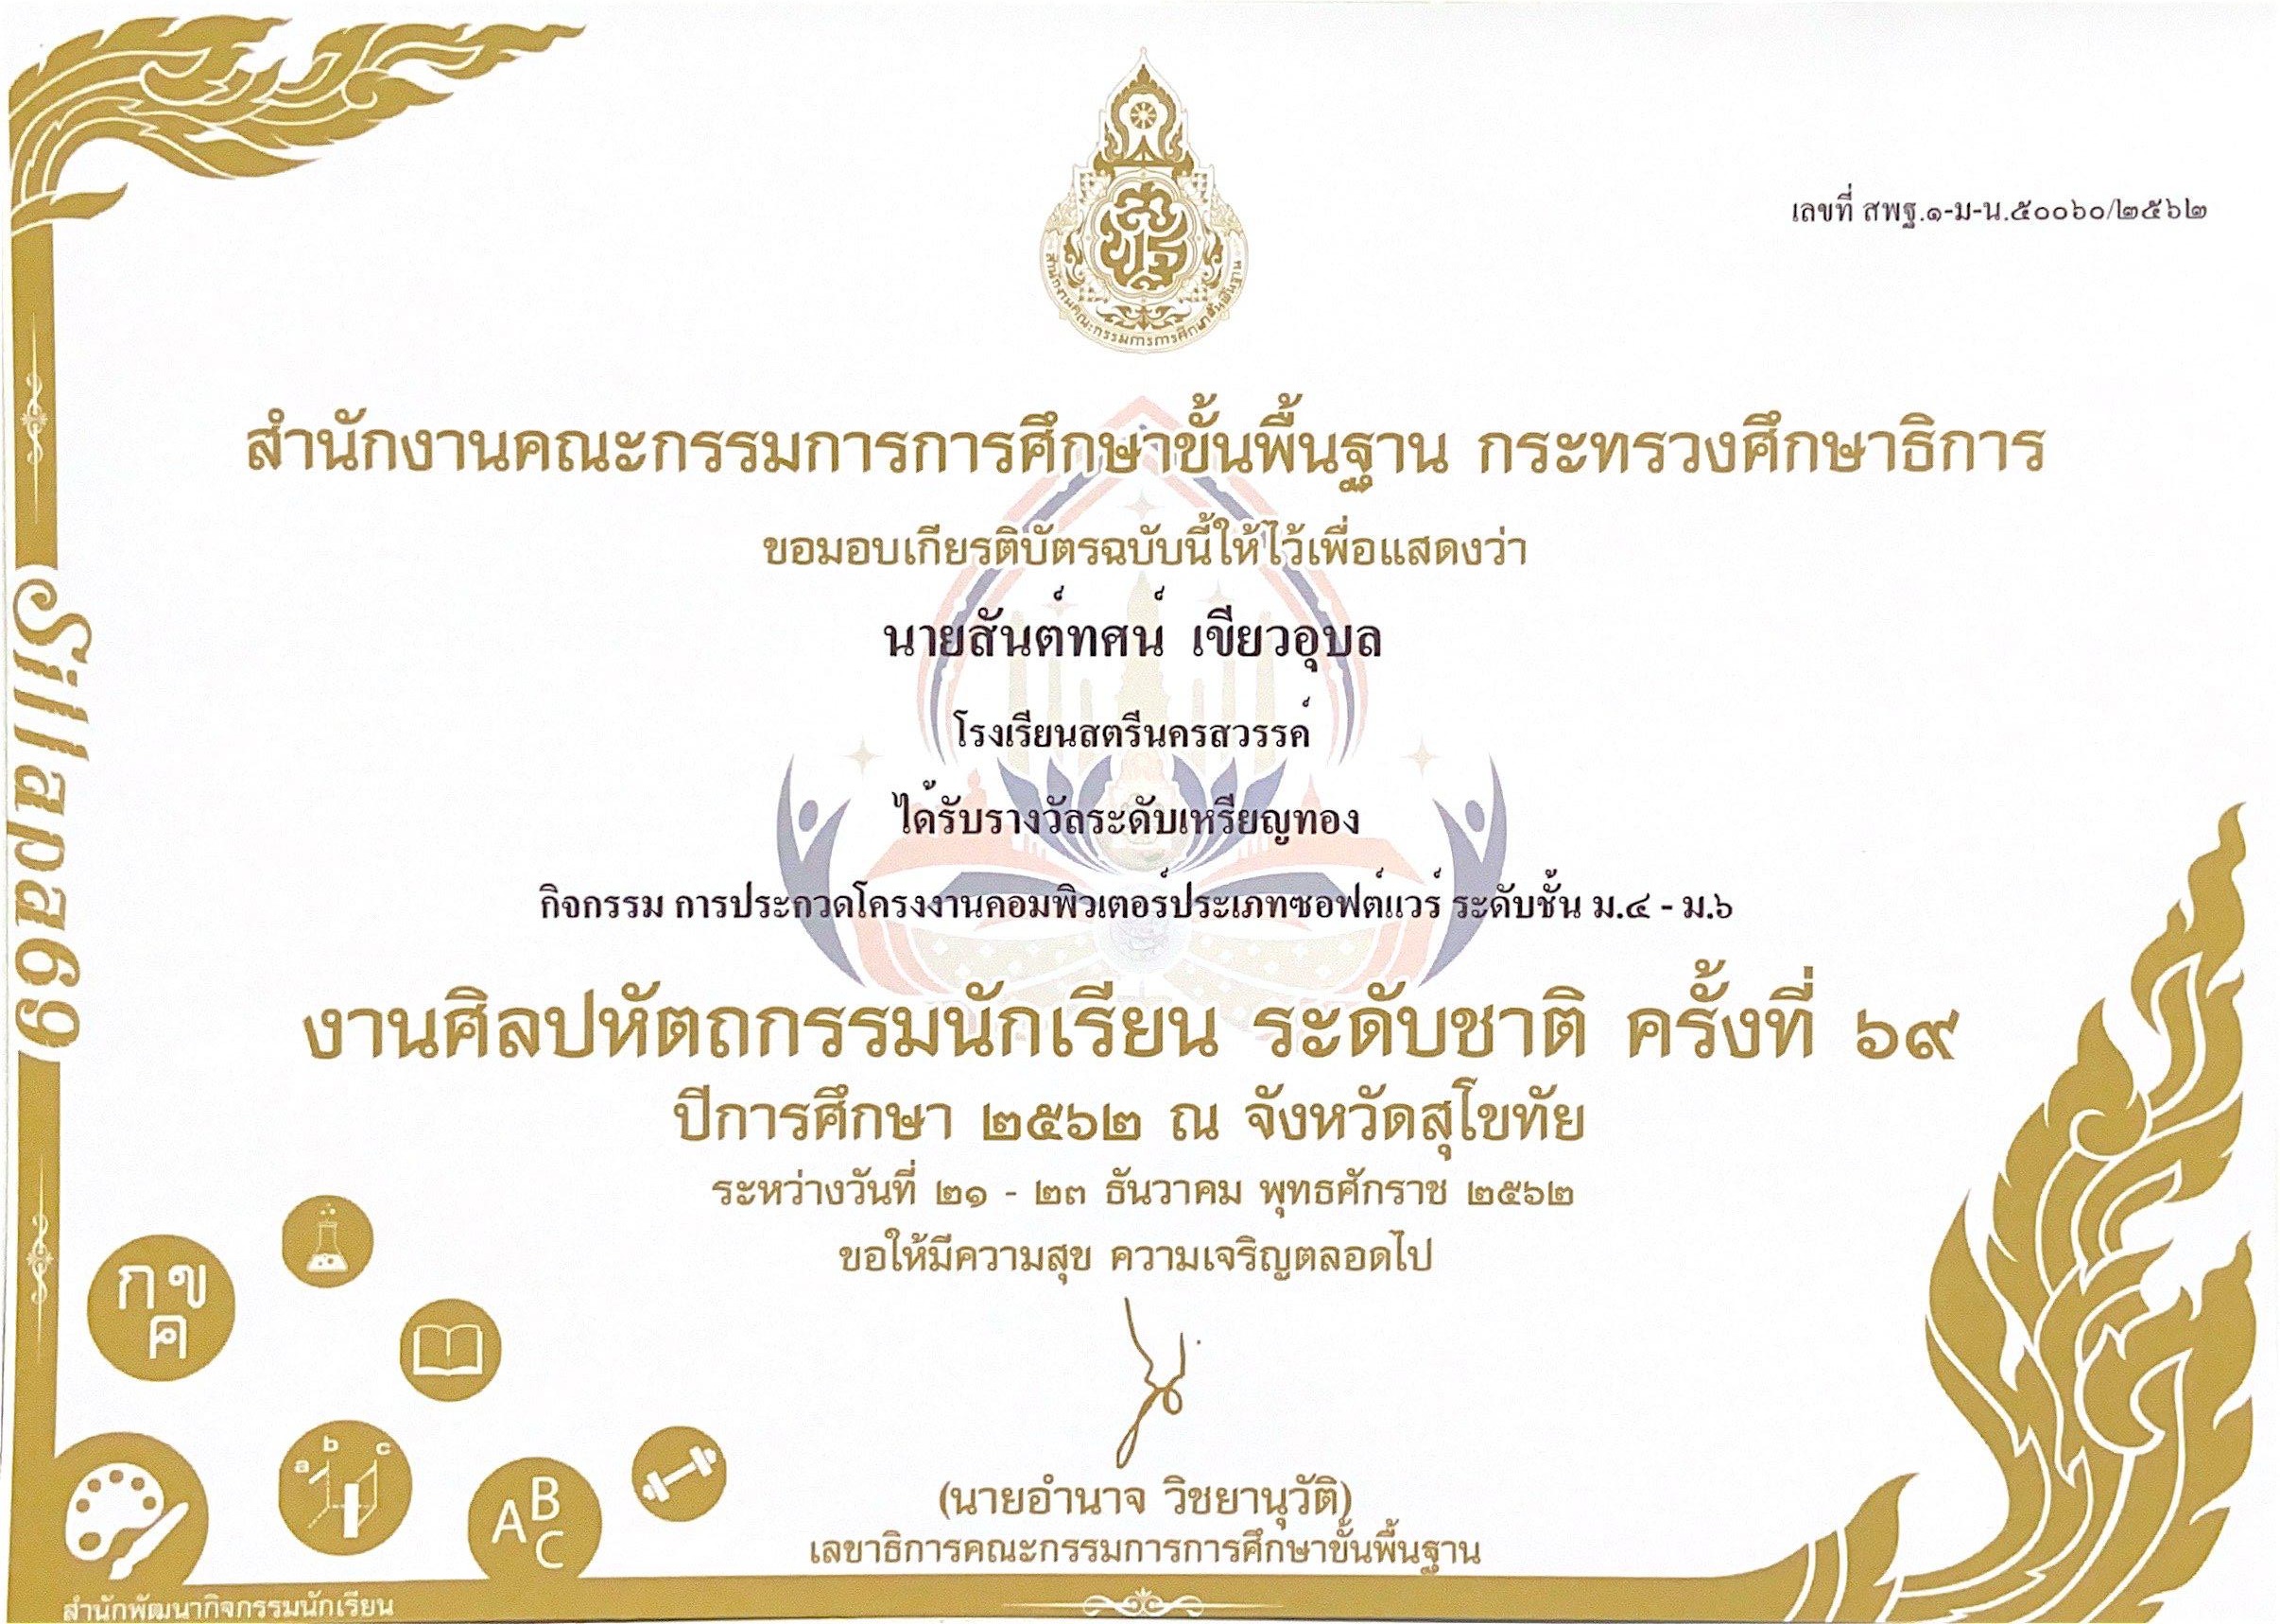 สำนักงานคณะกรรมการการศึกษาขั้นพื้นฐาน
เลขที่ สพฐ.๑-ม-น.๕๐๐๖๐/๒๕๖๒
สำนักงานคณะกรรมการการศึกษาขั้นพื้นฐาน กระทรวงศึกษาธิการ
ขอมอบเกียรติบัตรฉบับนี้ให้ไว้เพื่อแสดงว่า
นายสันต์ทศน์ เขียวอุบล
โรงเรียนสตรีนครสวรรค์
ได้รับรางวัลระดับเหรียญทอง
กิจกรรม การประกวดโครงงานคอมพิวเตอร์ประเภทซอฟต์แวร์ ระดับชั้น ม.๔ - ม.๖
งานศิลปหัตถกรรมนักเรียน ระดับชาติ ครั้งที่ ๖๙
ปีการศึกษา ๒๕๖๒ ณ จังหวัดสุโขทัย
ระหว่างวันที่ ๒๑ - ๒๓ ธันวาคม พุทธศักราช ๒๕๖๒
ขอให้มีความสุข ความเจริญตลอดไป
(นายอำนาจ วิชยานุวัติ)
เลขาธิการคณะกรรมการการศึกษาขั้นพื้นฐาน
Sillapa69
ก ข
ค
a b c
A B
C
สำนักพัฒนากิจกรรมนักเรียน